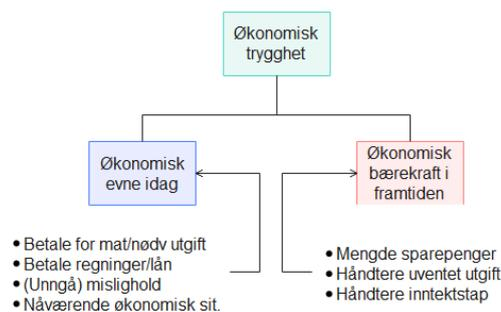 Økonomisk
trygghet
Økonomisk
evne idag
Økonomisk
bærekraft i
framtiden
• Betale for mat/nødv utgift
• Betale regninger/lån
• (Unngå) mislighold
• Nåværende økonomisk sit.
• Mengde sparepenger
• Håndtere uventet utgift
• Håndtere inntektstap